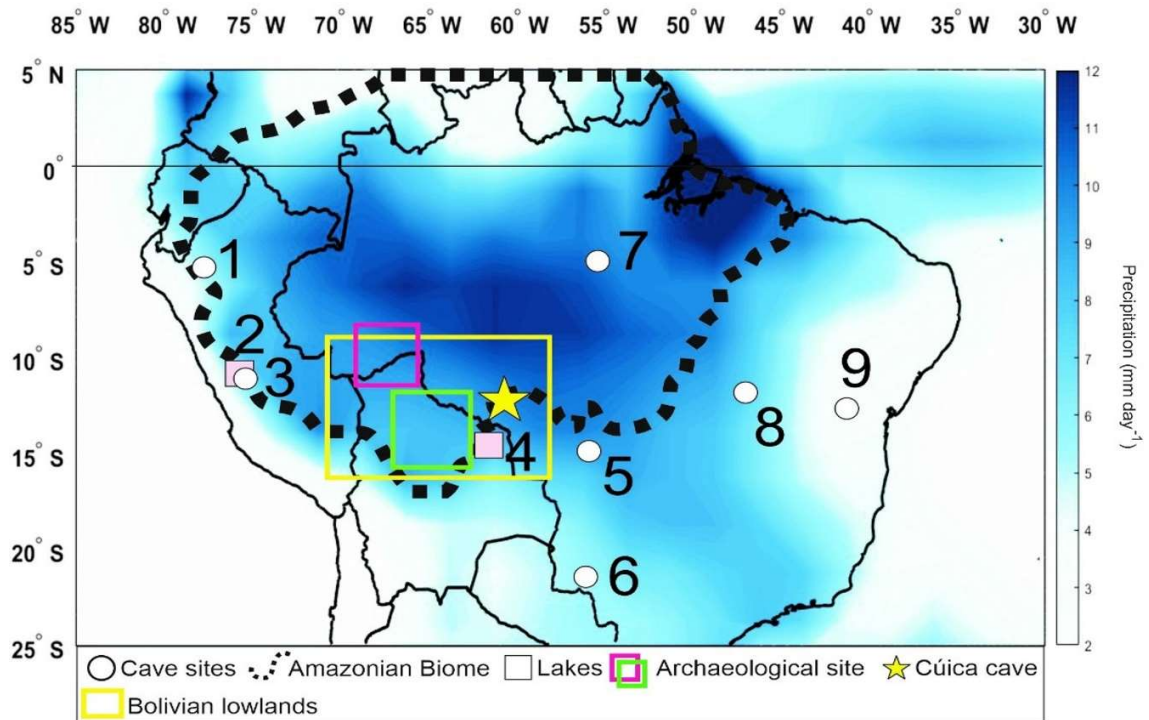 85° W 80° W 75° W 70° W 65° W 60° W 55° W 50° W 45° W 40° W 35° W 30° W
5° N
0°
5° S
10° S
15° S
20° S
25° S
1
2
3
4
5
6
7
8
9
12
11
10
9
8
7
6
5
4
3
2
Precipitation (mm day⁻¹)
Cave sites Amazonian Biome Lakes Archaeological site Cúica cave
Bolivian lowlands